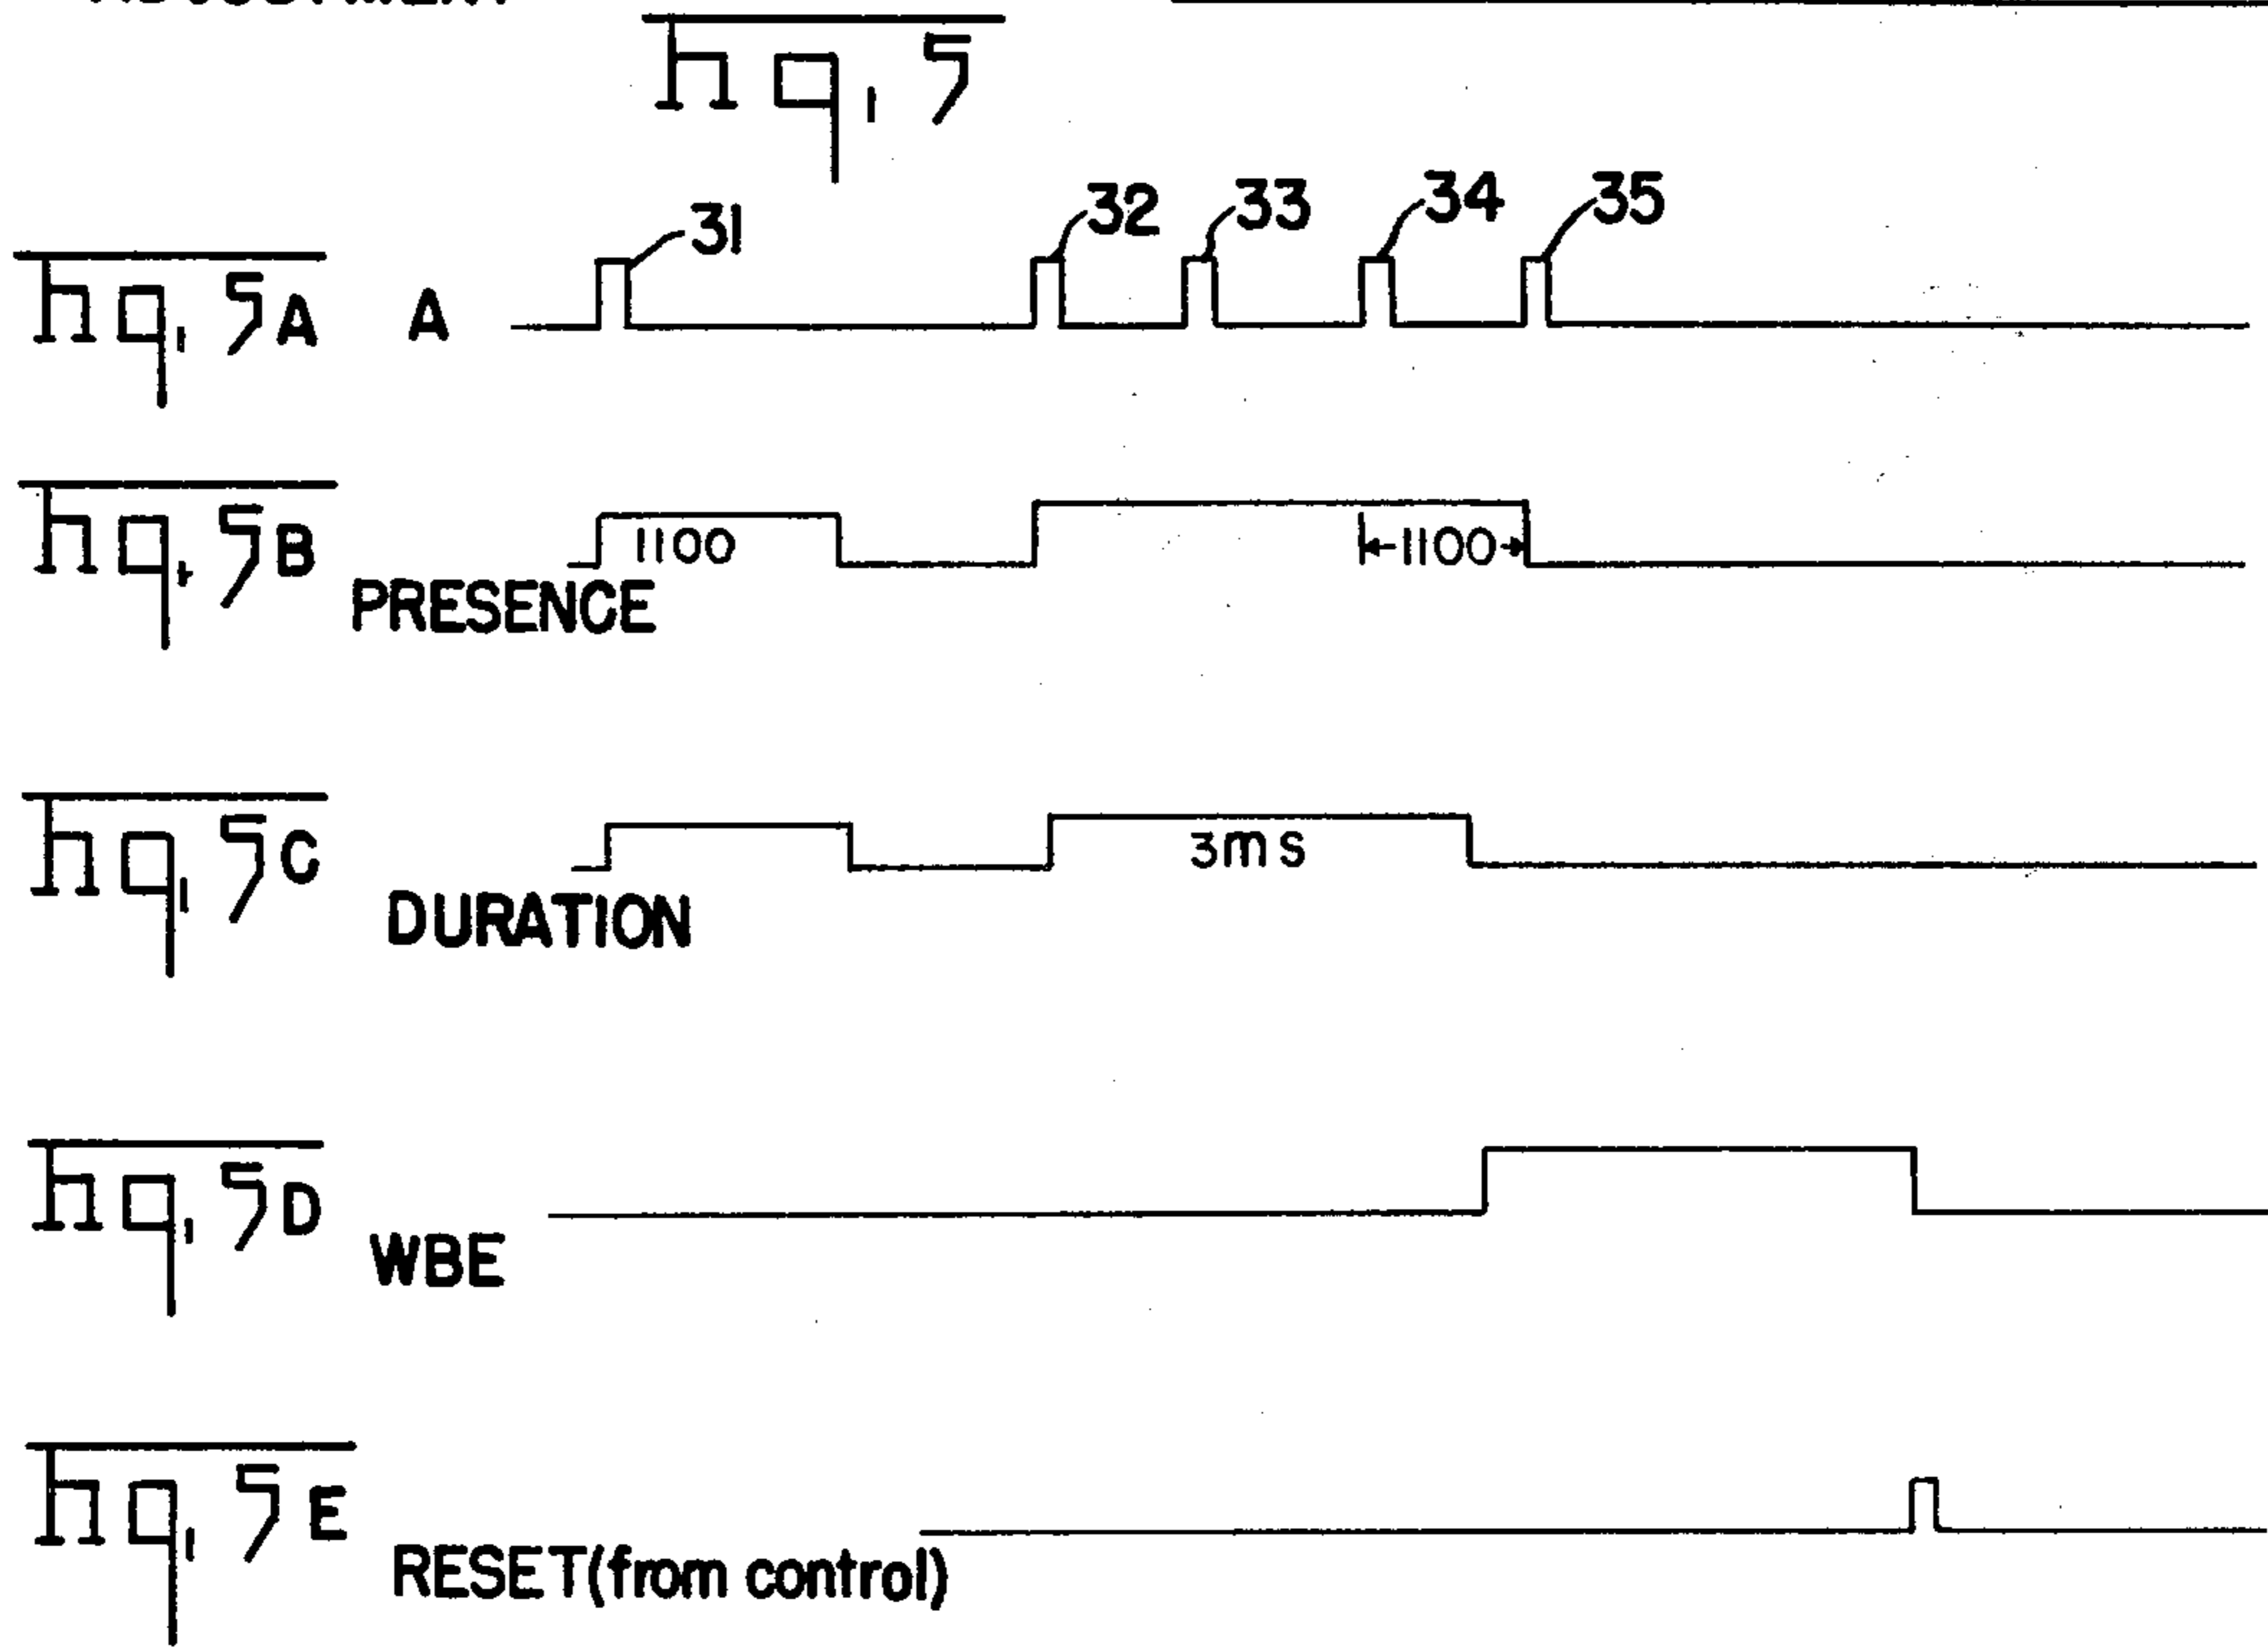 Fig. 5
31
32
33
34
35
Fig. 5A
A
Fig. 5B
1100
1100
PRESENCE
Fig. 5C
3ms
DURATION
Fig. 5D
WBE
Fig. 5E
RESET(from control)